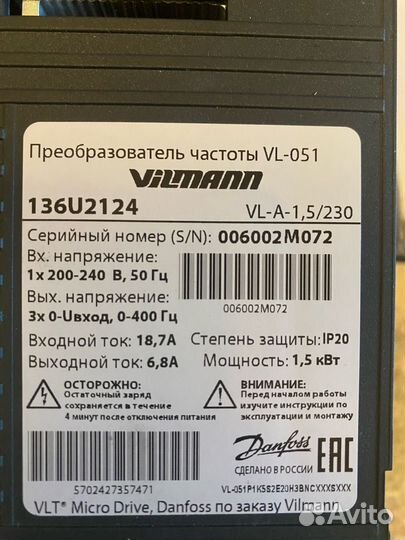 Преобразователь частоты VL-051
VILMANN
136U2124 VL-A-1,5/230
Серийный номер (S/N): 006002M072
Вх. напряжение:
1x 200-240 В, 50 Гц
Вых. напряжение:
3x 0-Uвход, 0-400 Гц
006002M072
Входной ток: 18,7А Степень защиты: IP20
Выходной ток: 6,8А Мощность: 1,5 кВт
ОСТОРОЖНО:
Остаточный заряд
сохраняется в течение
4 минут после отключения питания
ВНИМАНИЕ:
Перед началом работы
изучите инструкции по
эксплуатации и монтажу
Danfoss
EAC
СДЕЛАНО В РОССИИ
5702427357471
VL-051P1K5S2E20H3BNCXXXSXXX
VLT® Micro Drive, Danfoss по заказу Vilmann
Avito